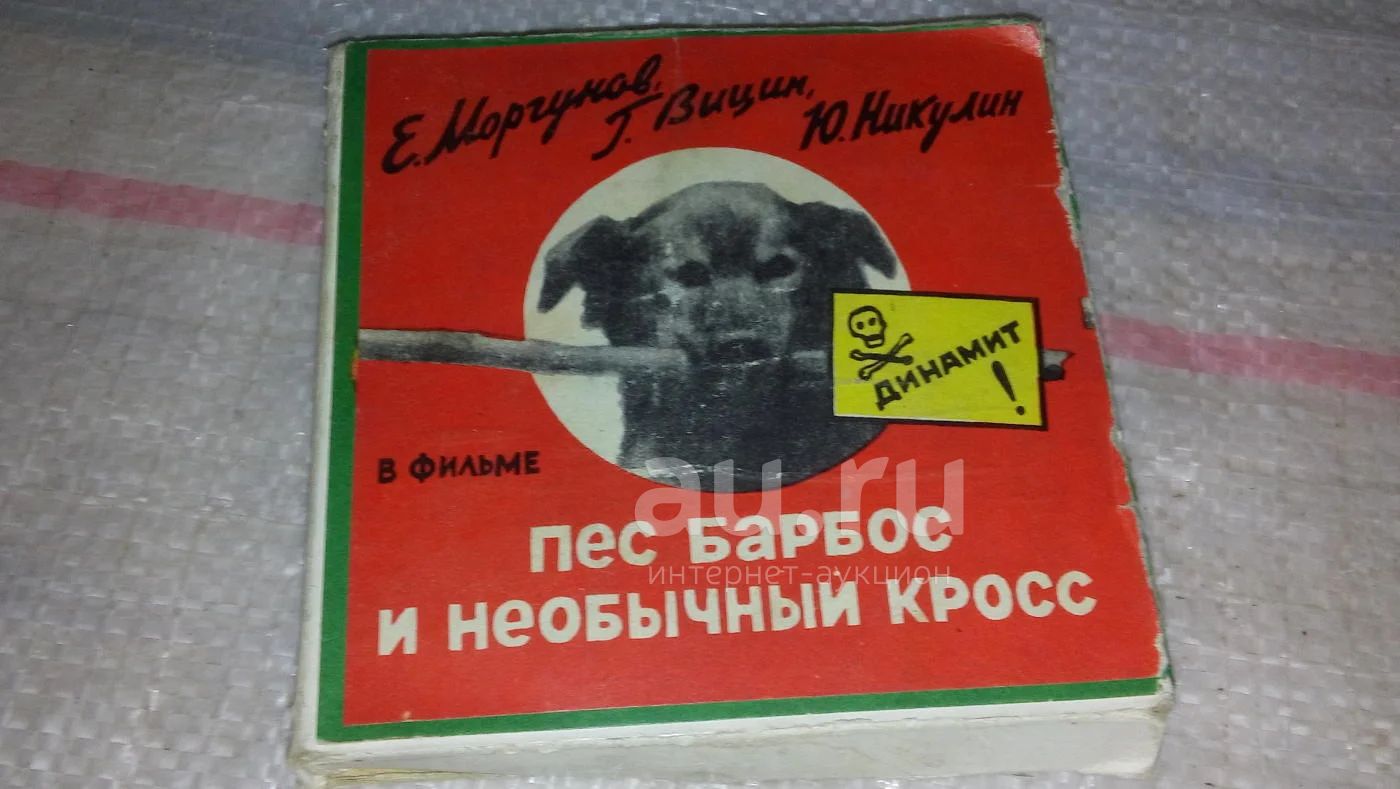 Е. Моргунов,
Г. Вицин,
Ю. Никулин
ДИНАМИТ
!
В ФИЛЬМЕ
au.ru
ПЕС БАРБОС
интернет-аукцион
И НЕОБЫЧНЫЙ КРОСС